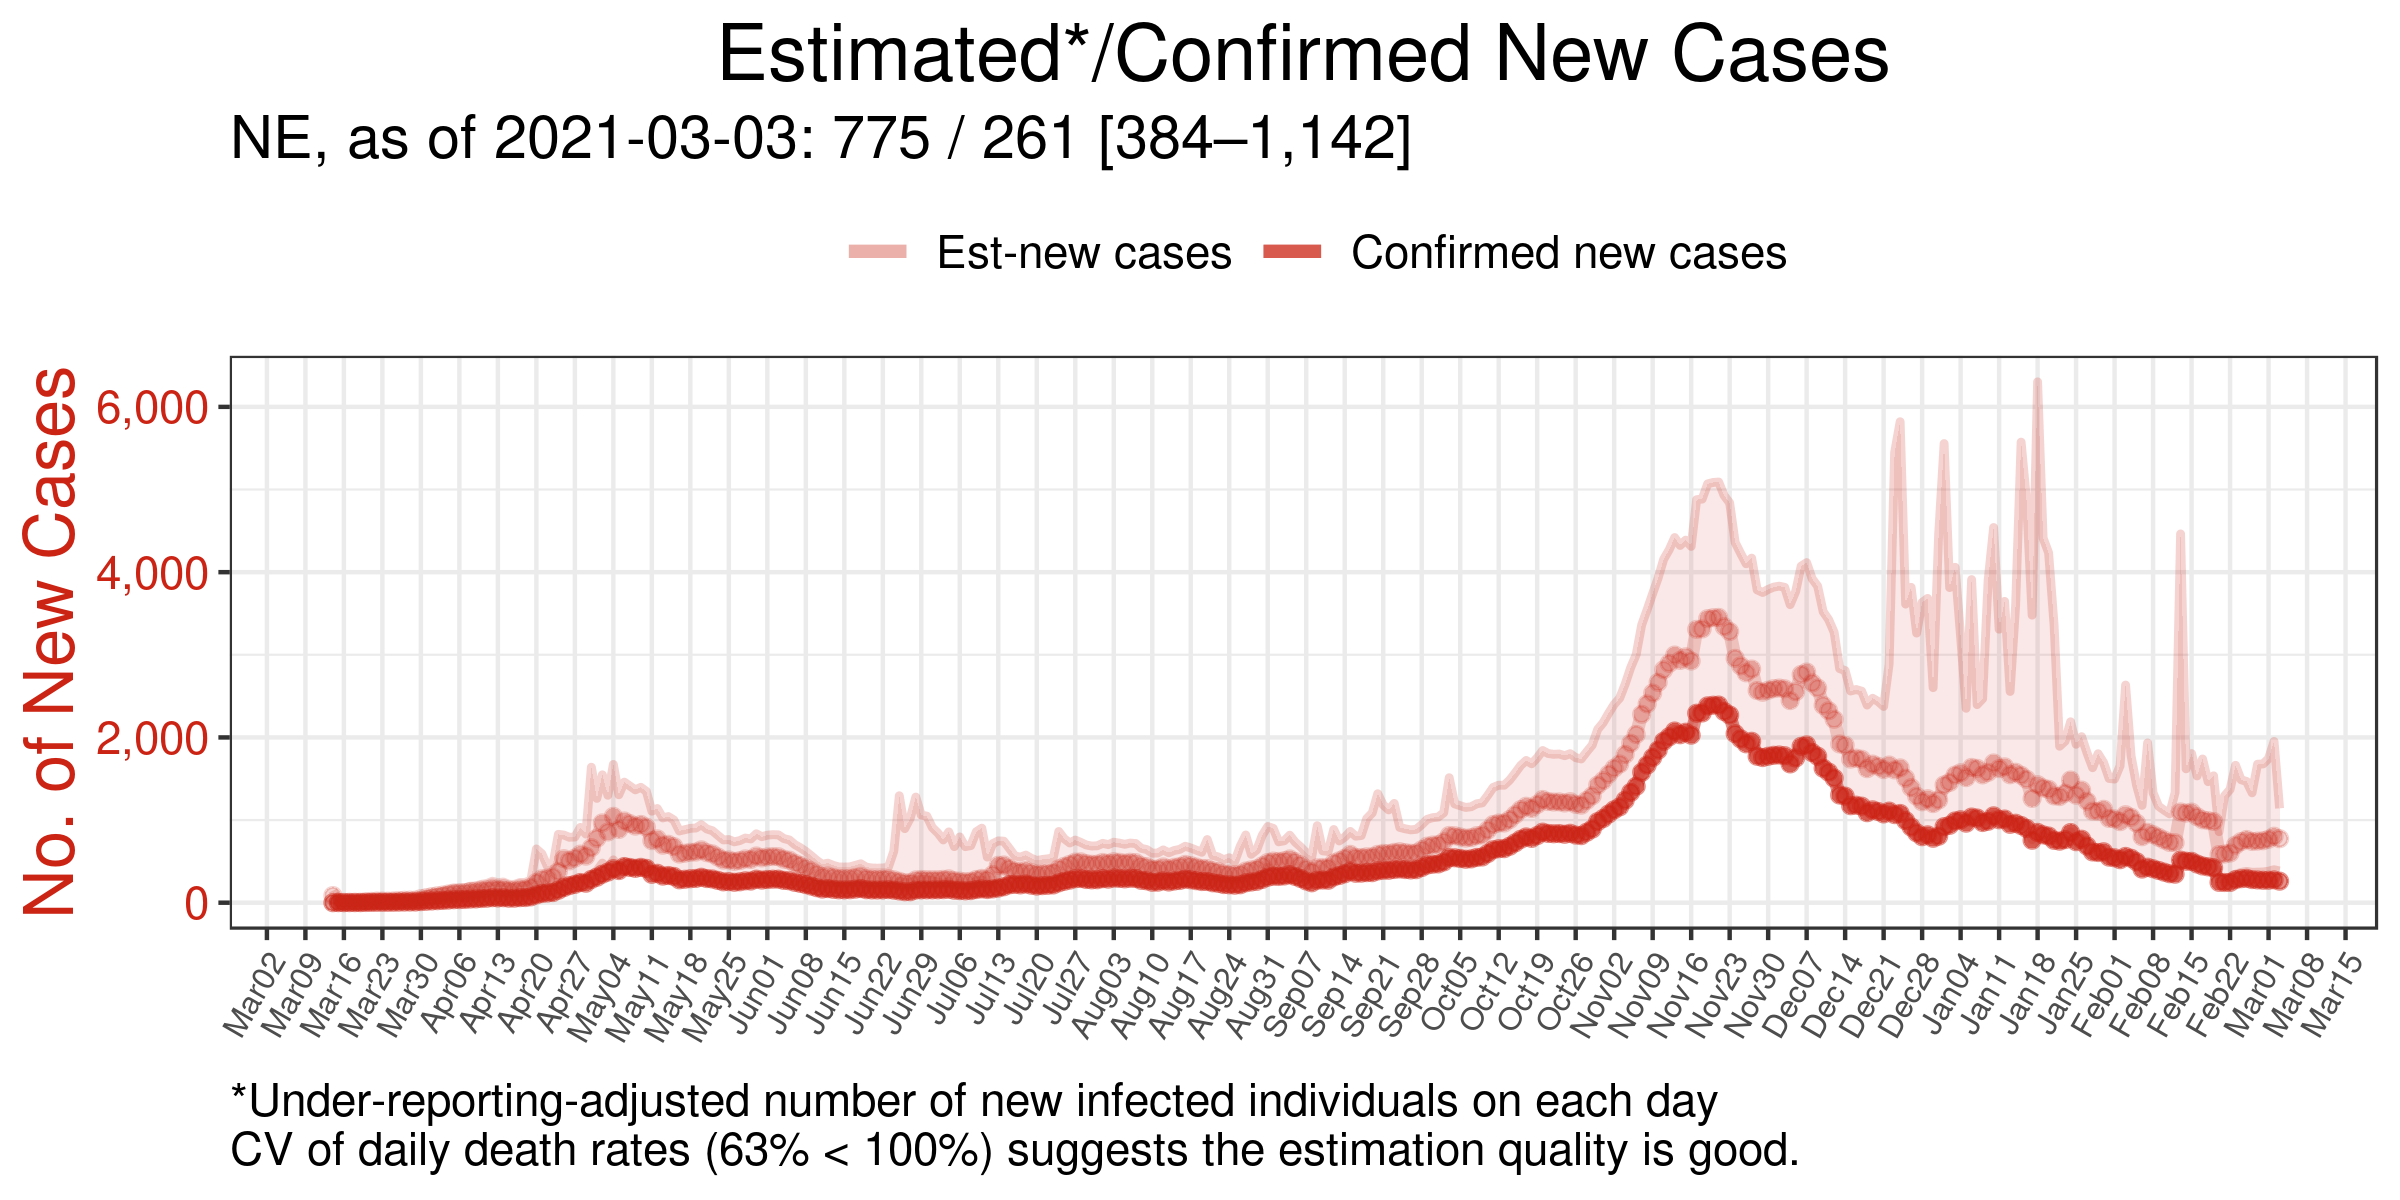 Estimated*/Confirmed New Cases
NE, as of 2021-03-03: 775 / 261 [384–1,142]
Est-new cases Confirmed new cases
No. of New Cases
6,000
4,000
2,000
0
Mar02 Mar09 Mar16 Mar23 Mar30 Apr06 Apr13 Apr20 Apr27 May04 May11 May18 May25 Jun01 Jun08 Jun15 Jun22 Jun29 Jul06 Jul13 Jul20 Jul27 Aug03 Aug10 Aug17 Aug24 Aug31 Sep07 Sep14 Sep21 Sep28 Oct05 Oct12 Oct19 Oct26 Nov02 Nov09 Nov16 Nov23 Nov30 Dec07 Dec14 Dec21 Dec28 Jan04 Jan11 Jan18 Jan25 Feb01 Feb08 Feb15 Feb22 Mar01 Mar08 Mar15
*Under-reporting-adjusted number of new infected individuals on each day
CV of daily death rates (63% < 100%) suggests the estimation quality is good.